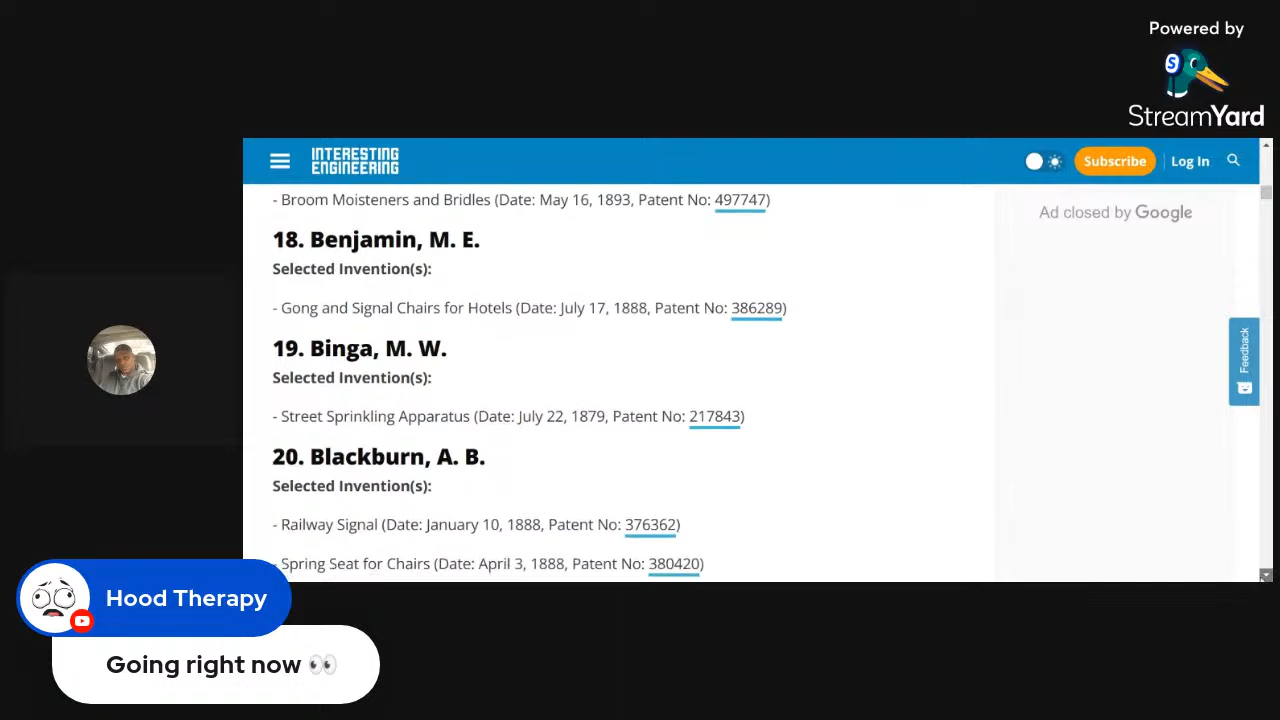 Powered by
S
StreamYard
INTERESTING
ENGINEERING
Subscribe
Log In
- Broom Moisteners and Bridles (Date: May 16, 1893, Patent No: 497747)
Ad closed by Google
18. Benjamin, M. E.
Selected Invention(s):
- Gong and Signal Chairs for Hotels (Date: July 17, 1888, Patent No: 386289)
19. Binga, M. W.
Selected Invention(s):
- Street Sprinkling Apparatus (Date: July 22, 1879, Patent No: 217843)
20. Blackburn, A. B.
Selected Invention(s):
- Railway Signal (Date: January 10, 1888, Patent No: 376362)
- Spring Seat for Chairs (Date: April 3, 1888, Patent No: 380420)
Feedback
Hood Therapy
Going right now 👀